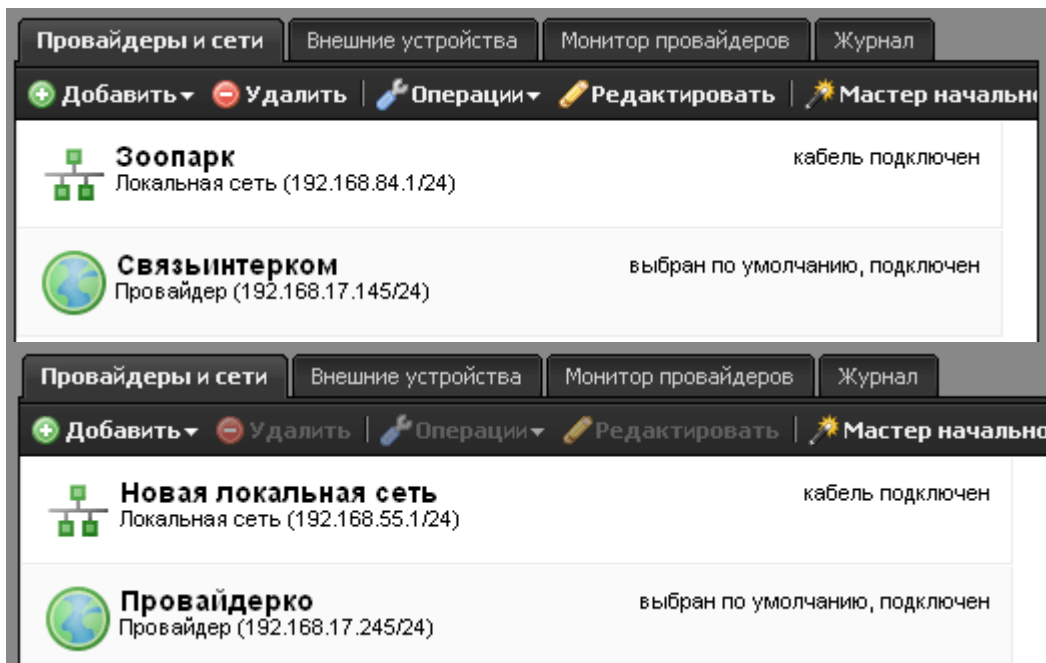 Провайдеры и сети Внешние устройства Монитор провайдеров Журнал
Добавить Удалить Операции Редактировать Мастер начально
Зоопарк кабель подключен
Локальная сеть (192.168.84.1/24)
Связьинтерком выбран по умолчанию, подключен
Провайдер (192.168.17.145/24)
Провайдеры и сети Внешние устройства Монитор провайдеров Журнал
Добавить Удалить Операции Редактировать Мастер начально
Новая локальная сеть кабель подключен
Локальная сеть (192.168.55.1/24)
Провайдерко выбран по умолчанию, подключен
Провайдер (192.168.17.245/24)